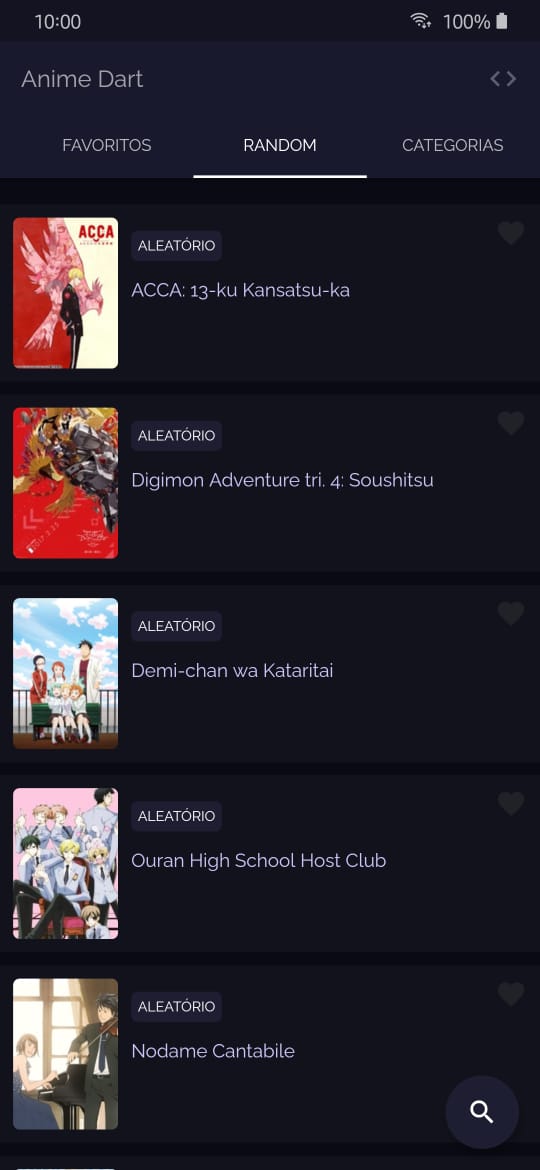 10:00
100%
Anime Dart
FAVORITOS
RANDOM
CATEGORIAS
ACCA
ALEATÓRIO
ACCA: 13-ku Kansatsu-ka
ALEATÓRIO
Digimon Adventure tri. 4: Soushitsu
ALEATÓRIO
Demi-chan wa Kataritai
ALEATÓRIO
Ouran High School Host Club
ALEATÓRIO
Nodame Cantabile